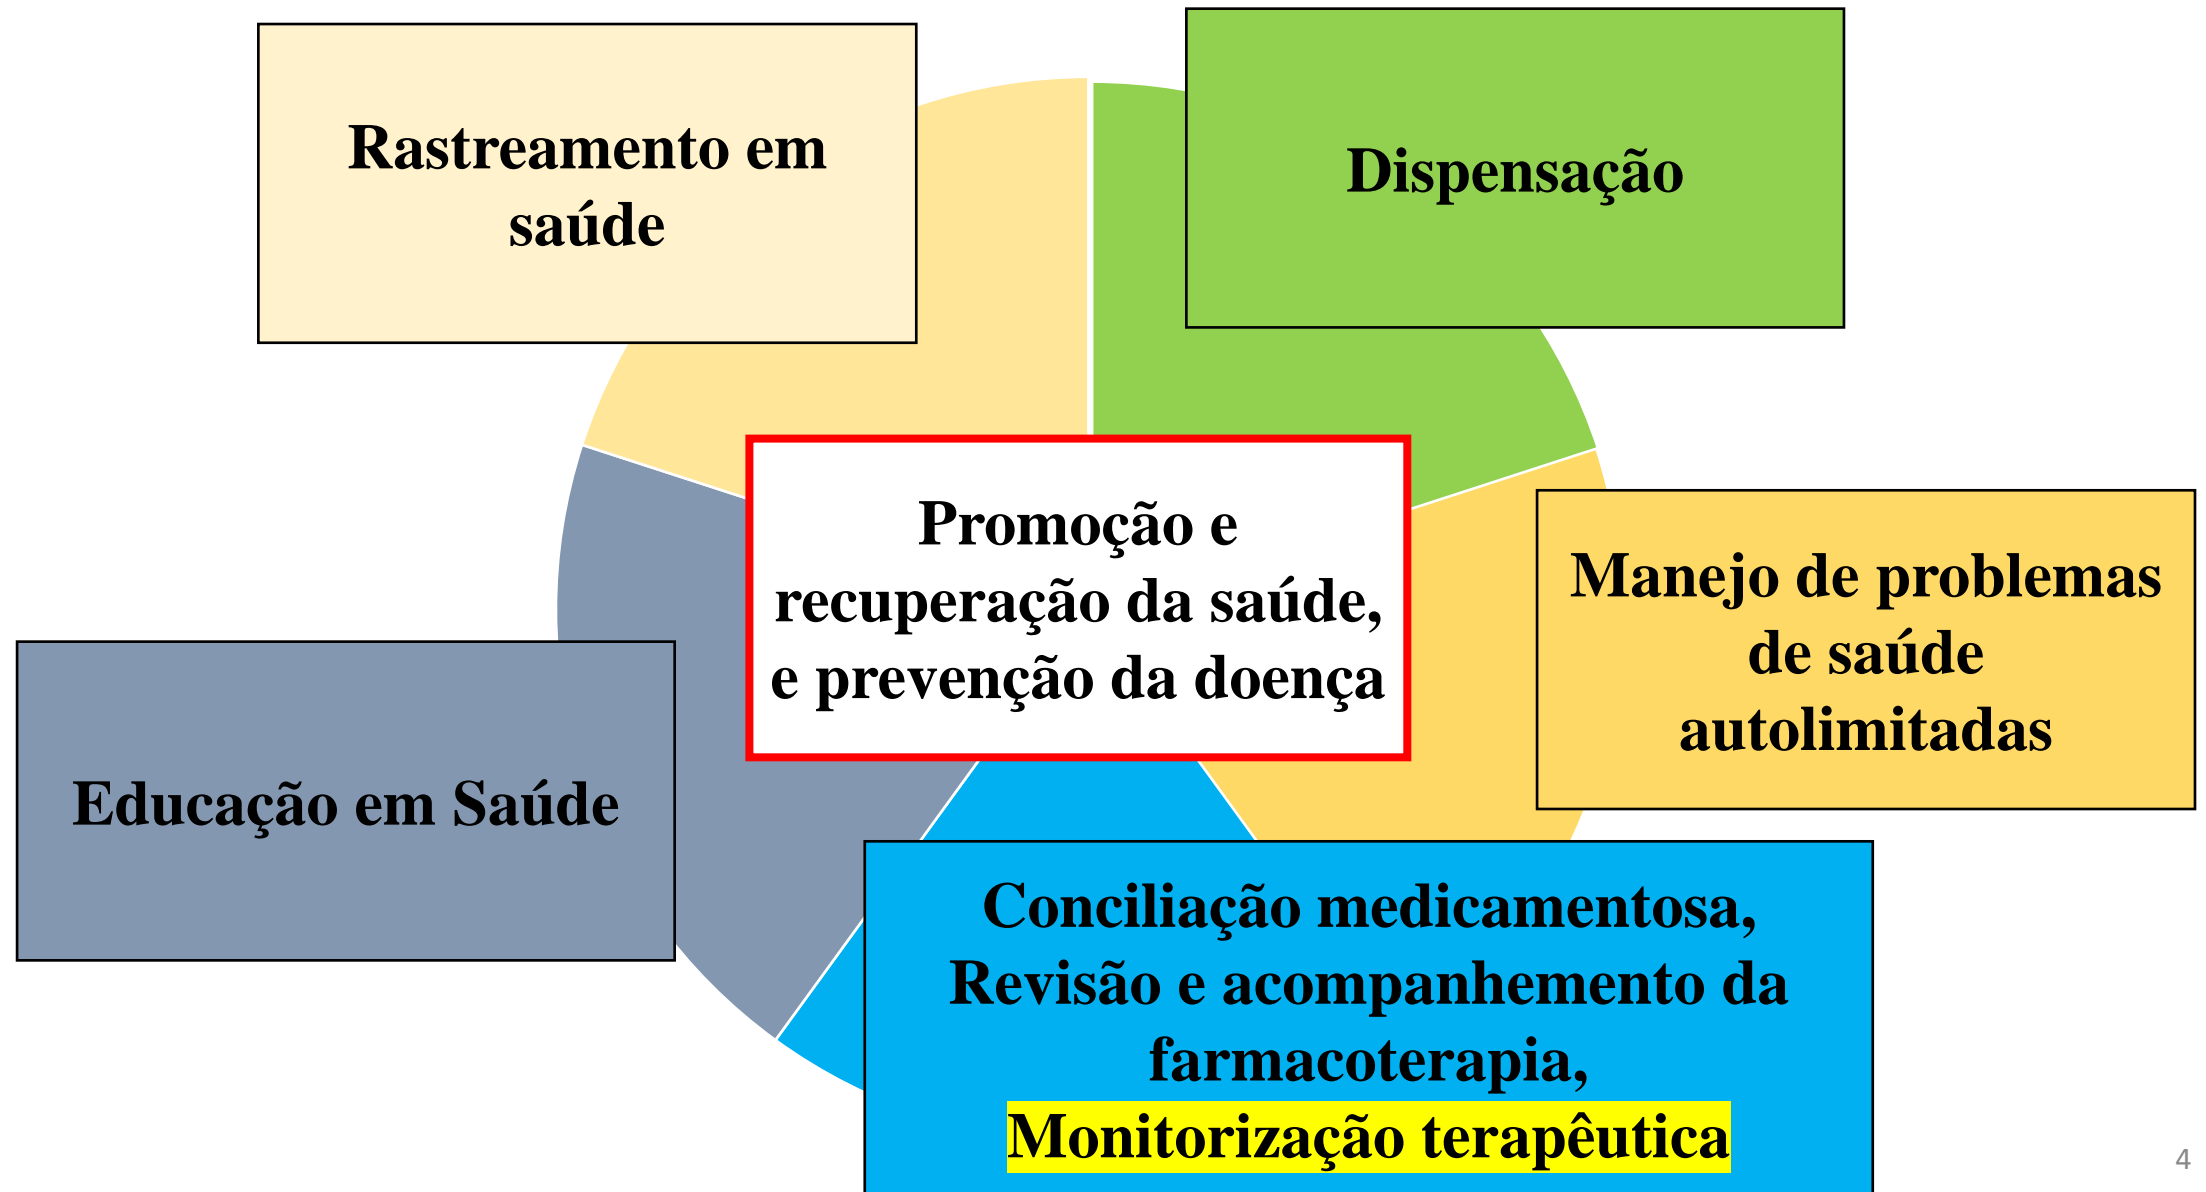 Rastreamento em
saúde
Dispensação
Promoção e
recuperação da saúde,
e prevenção da doença
Manejo de problemas
de saúde
autolimitadas
Educação em Saúde
Conciliação medicamentosa,
Revisão e acompanhemento da
farmacoterapia,
Monitorização terapêutica
4